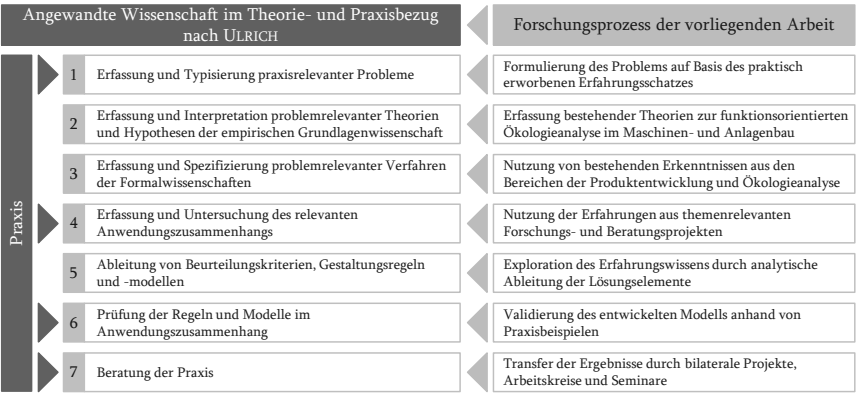 Angewandte Wissenschaft im Theorie- und Praxisbezug
nach ULRICH
Forschungsprozess der vorliegenden Arbeit
Praxis
1
Erfassung und Typisierung praxisrelevanter Probleme
Formulierung des Problems auf Basis des praktisch
erworbenen Erfahrungsschatzes
2
Erfassung und Interpretation problemrelevanter Theorien
und Hypothesen der empirischen Grundlagenwissenschaft
Erfassung bestehender Theorien zur funktionsorientierten
Ökologieanalyse im Maschinen- und Anlagenbau
3
Erfassung und Spezifizierung problemrelevanter Verfahren
der Formalwissenschaften
Nutzung von bestehenden Erkenntnissen aus den
Bereichen der Produktentwicklung und Ökologieanalyse
4
Erfassung und Untersuchung des relevanten
Anwendungszusammenhangs
Nutzung der Erfahrungen aus themenrelevanten
Forschungs- und Beratungsprojekten
5
Ableitung von Beurteilungskriterien, Gestaltungsregeln
und -modellen
Exploration des Erfahrungswissens durch analytische
Ableitung der Lösungselemente
6
Prüfung der Regeln und Modelle im
Anwendungszusammenhang
Validierung des entwickelten Modells anhand von
Praxisbeispielen
7
Beratung der Praxis
Transfer der Ergebnisse durch bilaterale Projekte,
Arbeitskreise und Seminare